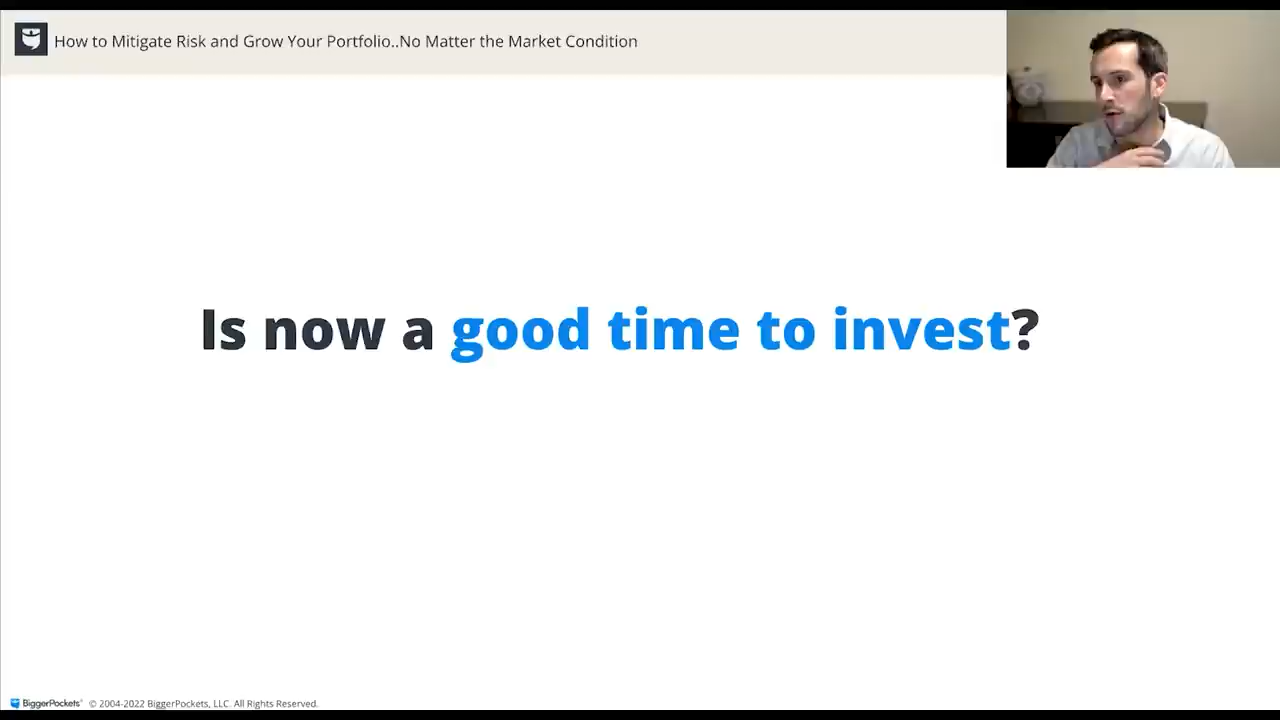 How to Mitigate Risk and Grow Your Portfolio..No Matter the Market Condition
Is now a good time to invest?
BiggerPockets © 2004-2022 BiggerPockets, LLC. All Rights Reserved.